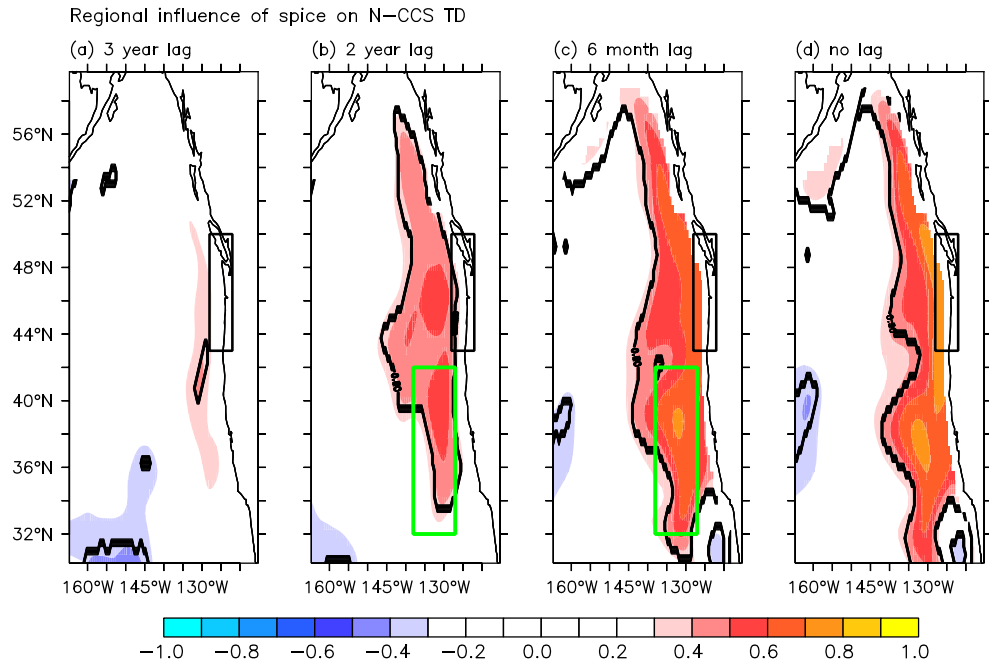 Regional influence of spice on N−CCS TD
(a) 3 year lag (b) 2 year lag (c) 6 month lag (d) no lag
56°N
52°N
48°N
44°N
40°N
36°N
32°N
160°W 145°W 130°W 160°W 145°W 130°W 160°W 145°W 130°W 160°W 145°W 130°W
−1.0 −0.8 −0.6 −0.4 −0.2 0.0 0.2 0.4 0.6 0.8 1.0